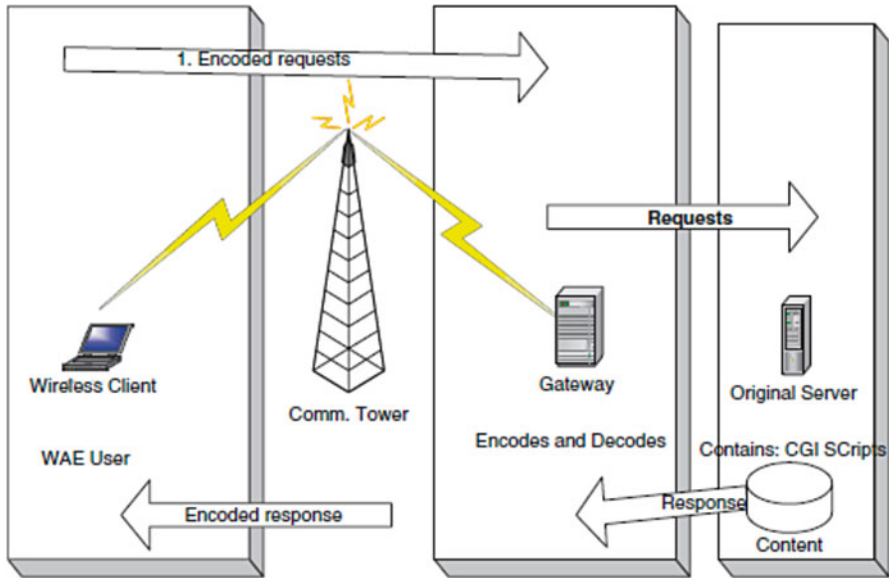 1. Encoded requests
Requests
Wireless Client
Comm. Tower
Gateway
Original Server
WAE User
Encodes and Decodes
Contains: CGI SCripts
Encoded response
Response
Content